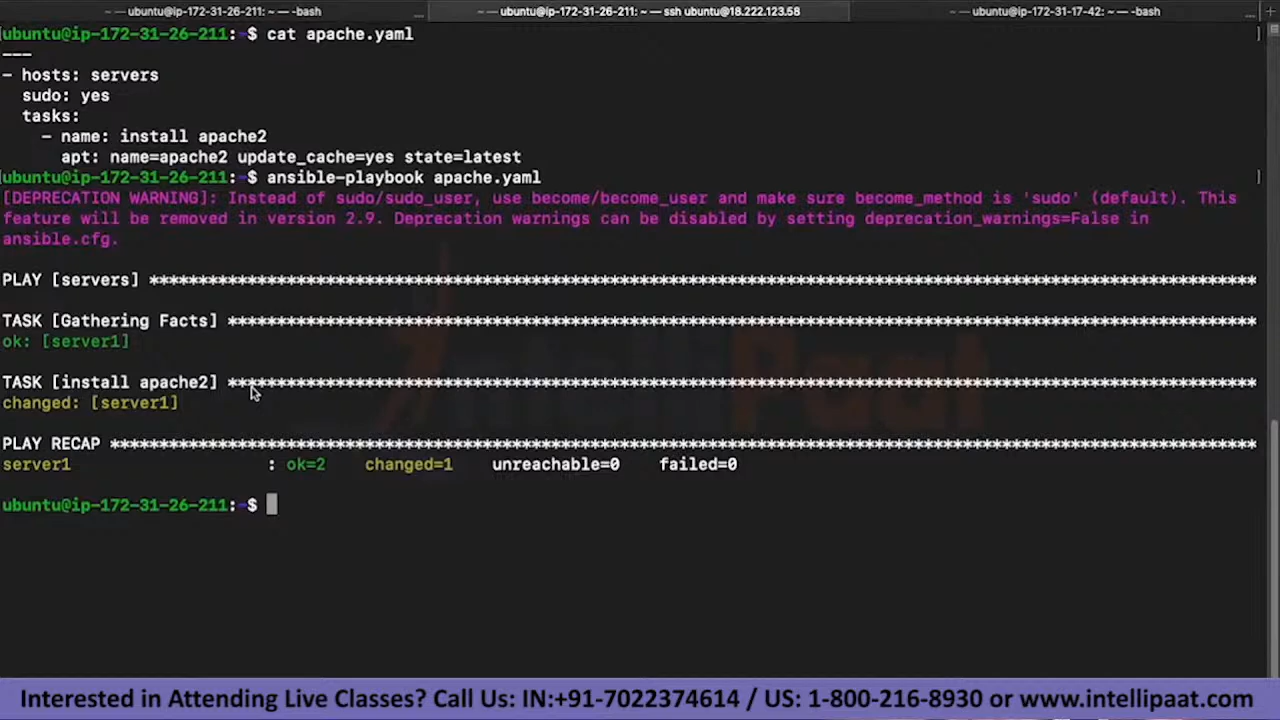 ~ — ubuntu@ip-172-31-26-211: ~ — -bash ... ~ — ubuntu@ip-172-31-26-211: ~ — ssh ubuntu@18.222.123.58 ~ — ubuntu@ip-172-31-17-42: ~ — -bash ... +
ubuntu@ip-172-31-26-211:~$ cat apache.yaml
---
- hosts: servers
  sudo: yes
  tasks:
    - name: install apache2
      apt: name=apache2 update_cache=yes state=latest
ubuntu@ip-172-31-26-211:~$ ansible-playbook apache.yaml
[DEPRECATION WARNING]: Instead of sudo/sudo_user, use become/become_user and make sure become_method is 'sudo' (default). This
feature will be removed in version 2.9. Deprecation warnings can be disabled by setting deprecation_warnings=False in
ansible.cfg.
PLAY [servers] *****************************************************************************************************************
TASK [Gathering Facts] *********************************************************************************************************
ok: [server1]
TASK [install apache2] *********************************************************************************************************
changed: [server1]
PLAY RECAP *********************************************************************************************************************
server1                    : ok=2    changed=1    unreachable=0    failed=0
ubuntu@ip-172-31-26-211:~$
IntelliPaat
Interested in Attending Live Classes? Call Us: IN:+91-7022374614 / US: 1-800-216-8930 or www.intellipaat.com